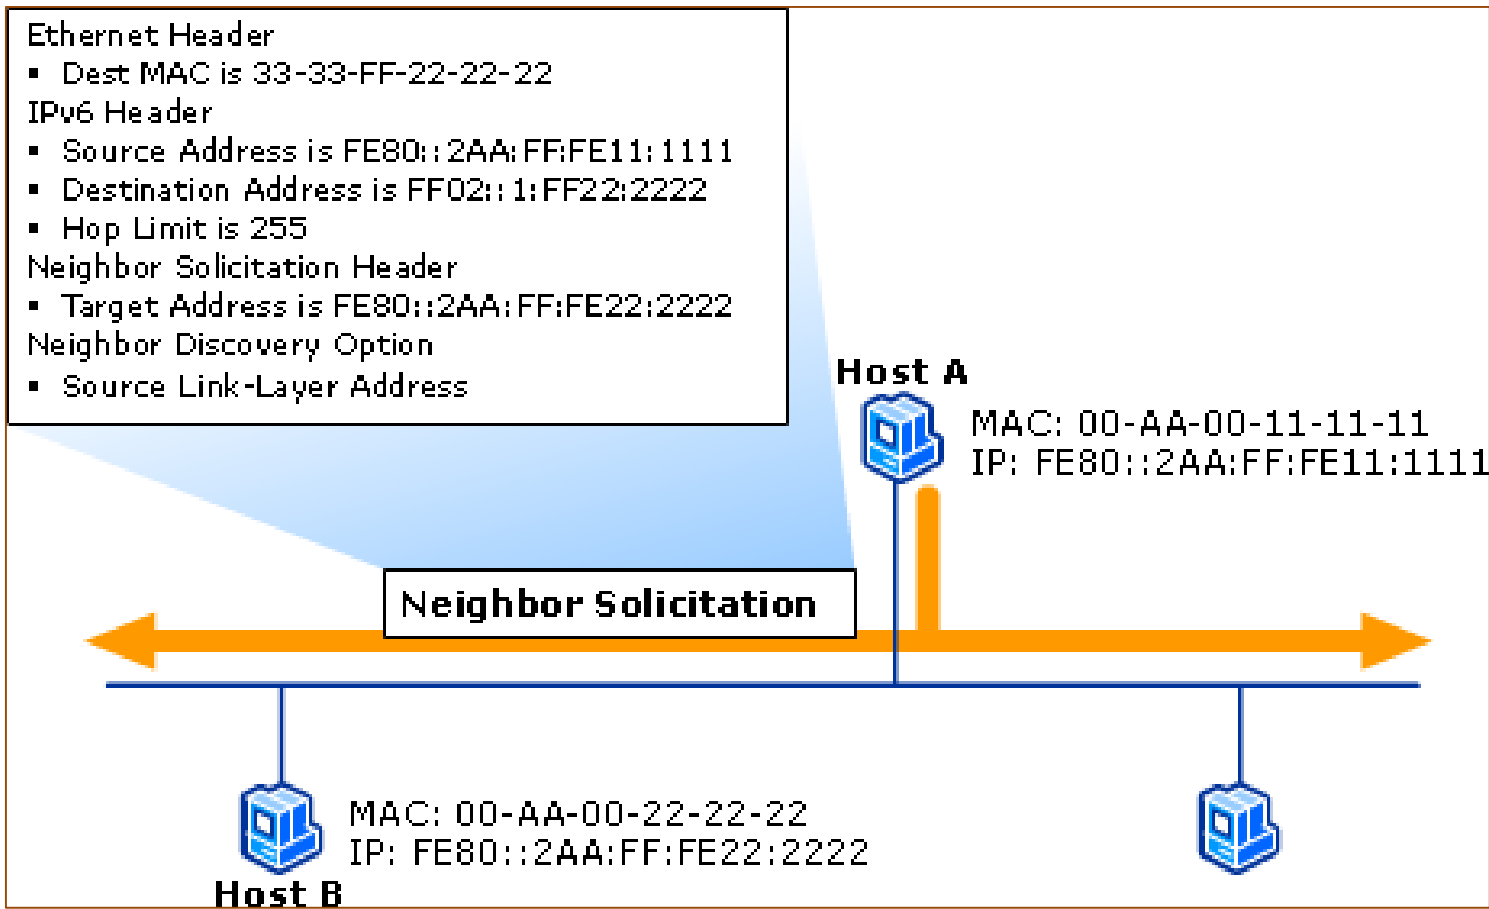 Ethernet Header
▪ Dest MAC is 33-33-FF-22-22-22
IPv6 Header
▪ Source Address is FE80::2AA:FF:FE11:1111
▪ Destination Address is FF02::1:FF22:2222
▪ Hop Limit is 255
Neighbor Solicitation Header
▪ Target Address is FE80::2AA:FF:FE22:2222
Neighbor Discovery Option
▪ Source Link-Layer Address
Host A
MAC: 00-AA-00-11-11-11
IP: FE80::2AA:FF:FE11:1111
Neighbor Solicitation
MAC: 00-AA-00-22-22-22
IP: FE80::2AA:FF:FE22:2222
Host B